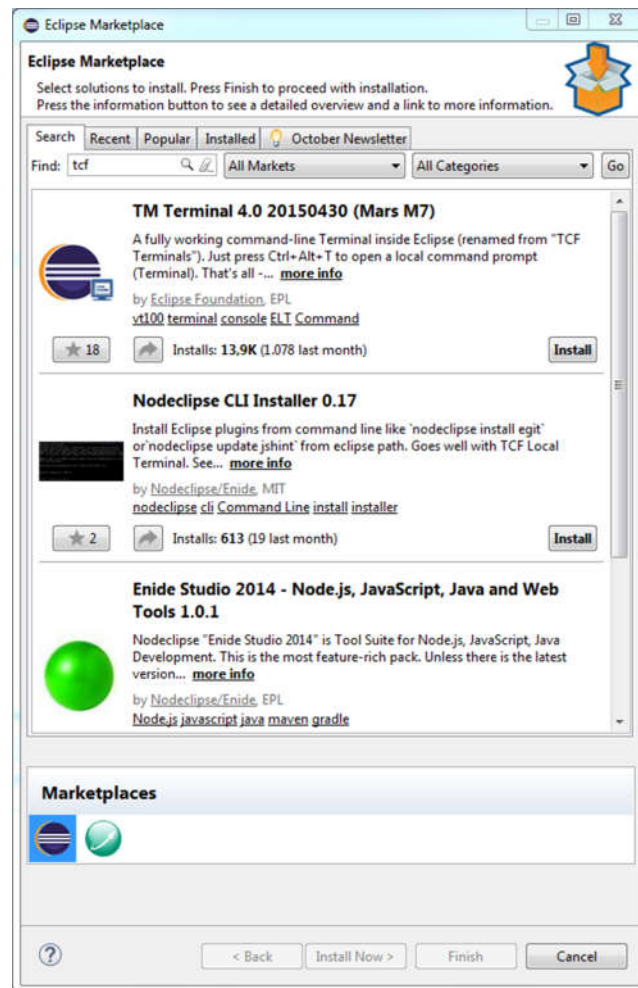 Eclipse Marketplace
Eclipse Marketplace
Select solutions to install. Press Finish to proceed with installation.
Press the information button to see a detailed overview and a link to more information.
Search Recent Popular Installed October Newsletter
Find: tcf All Markets All Categories Go
TM Terminal 4.0 20150430 (Mars M7)
A fully working command-line Terminal inside Eclipse (renamed from "TCF
Terminals"). Just press Ctrl+Alt+T to open a local command prompt
(Terminal). That's all -... more info
by Eclipse Foundation, EPL
vt100 terminal console ELT Command
18 Installs: 13,9K (1.078 last month) Install
Nodeclipse CLI Installer 0.17
Install Eclipse plugins from command line like `nodeclipse install egit`
or`nodeclipse update jshint` from eclipse path. Goes well with TCF Local
Terminal. See... more info
by Nodeclipse/Enide, MIT
nodeclipse cli Command Line install installer
2 Installs: 613 (19 last month) Install
Enide Studio 2014 - Node.js, JavaScript, Java and Web
Tools 1.0.1
Nodeclipse "Enide Studio 2014" is Tool Suite for Node.js, JavaScript, Java
Development. This is the most feature-rich pack. Unless there is the latest
version... more info
by Nodeclipse/Enide, EPL
Node.js javascript java maven gradle
Marketplaces
? < Back Install Now > Finish Cancel